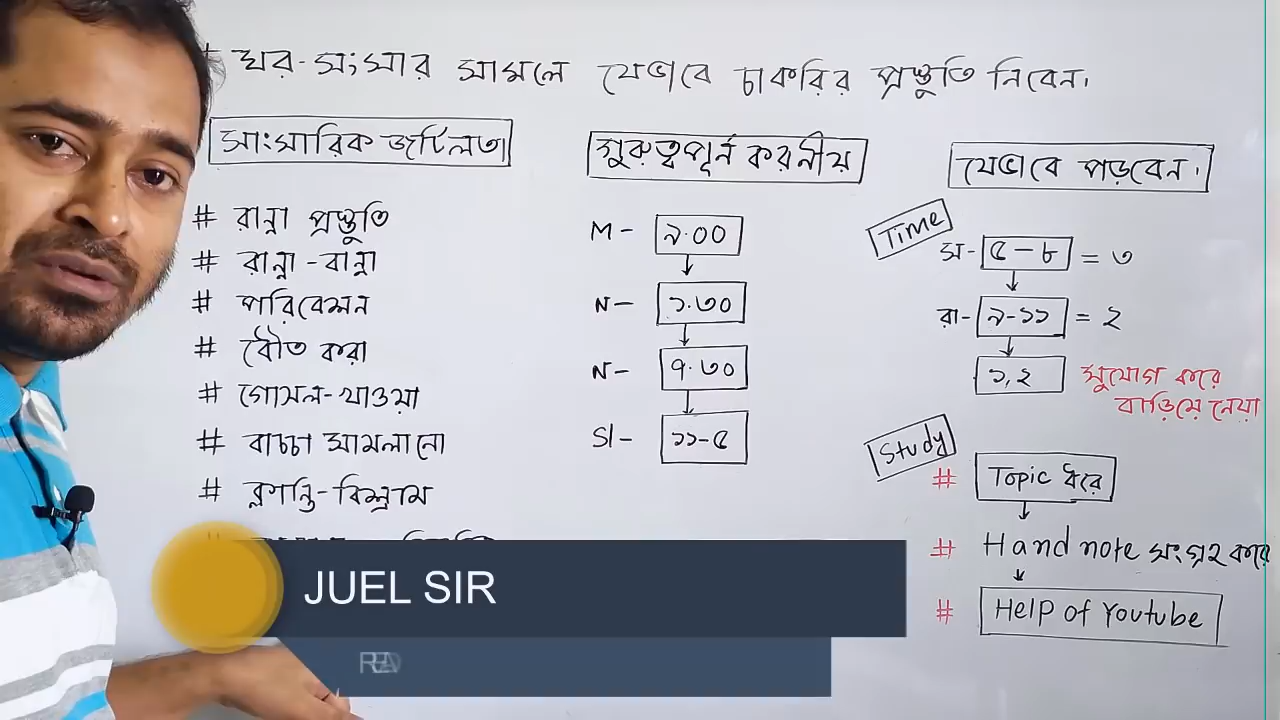 # ঘর-সংসার সামলে যেভাবে চাকরির প্রস্তুতি নিবেন।
সাংসারিক জটিলতা
# রান্না প্রস্তুতি
# রান্না-বান্না
# পরিবেশন
# ধৌত করা
# গোসল-খাওয়া
# বাচ্চা সামলানো
# ক্লান্তি-বিশ্রাম
গুরুত্বপূর্ন করনীয়
M- ৯.00
N- ১.৩০
N- ৭.৩০
Sl- ১১-৫
যেভাবে পড়বেন।
Time
স- ৫-৮ = ৩
রা- ৯-১১ = ২
১,২ সুযোগ করে
বাড়িয়ে নেয়া
Study
# Topic ধরে
# Hand note সংগ্রহ করে
# Help of Youtube
JUEL SIR